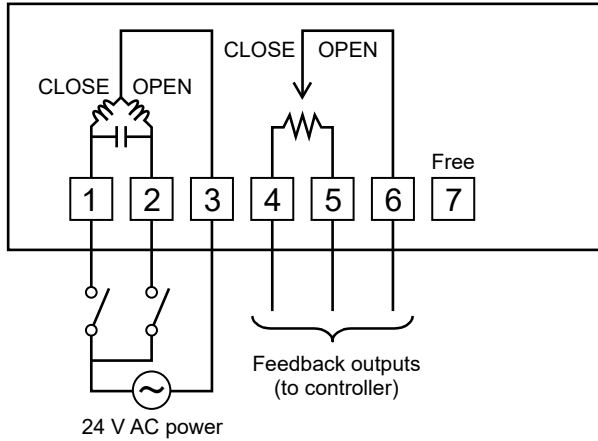 CLOSE OPEN
CLOSE OPEN
Free
1 2 3 4 5 6 7
Feedback outputs
(to controller)
24 V AC power